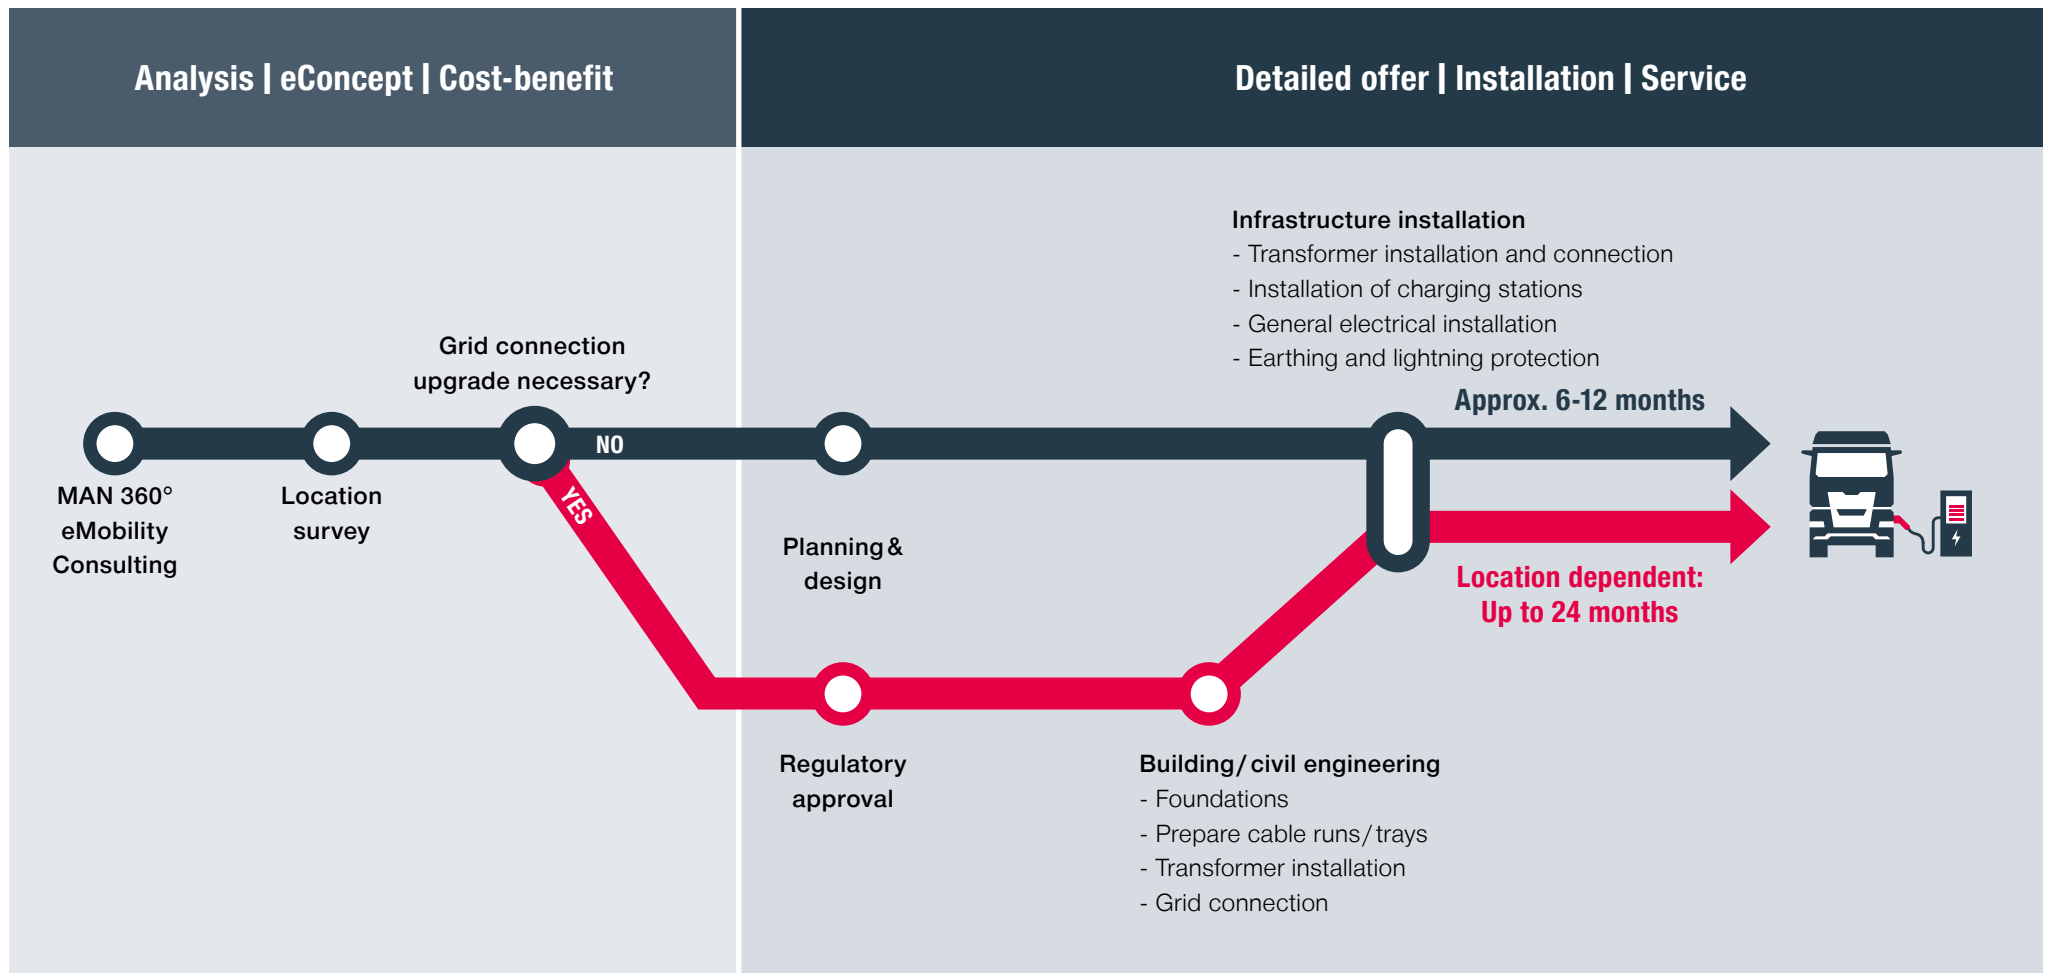 Analysis | eConcept | Cost-benefit
Detailed offer | Installation | Service
MAN 360°
eMobility
Consulting
Location
survey
Grid connection
upgrade necessary?
NO
YES
Planning & 
design
Regulatory
approval
Building/civil engineering
- Foundations
- Prepare cable runs/trays
- Transformer installation
- Grid connection
Infrastructure installation
- Transformer installation and connection
- Installation of charging stations
- General electrical installation
- Earthing and lightning protection
Approx. 6-12 months
Location dependent:
Up to 24 months